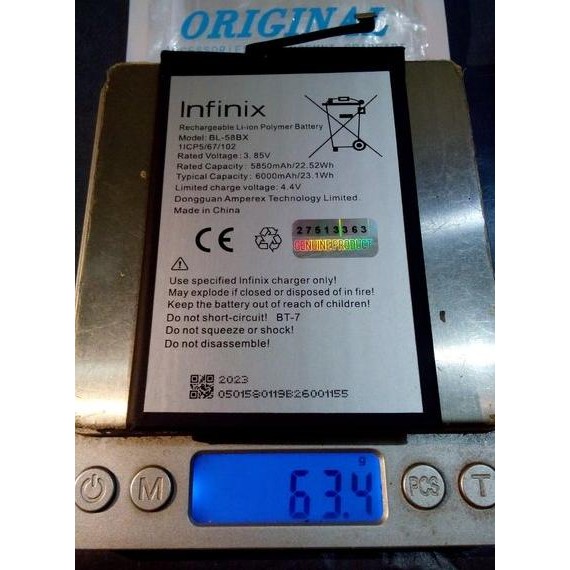 ORIGINAL
Infinix
Rechargeable Li-ion Polymer Battery
Model: BL-58BX
1ICP5/67/102
Rated Voltage: 3.85V
Rated Capacity: 5850mAh/22.52Wh
Typical Capacity: 6000mAh/23.1Wh
Limited charge voltage: 4.4V
Dongguan Amperex Technology Limited
Made in China
27513363
GENUINE PRODUCT
CE
Use specified Infinix charger only!
May explode if closed or disposed of in fire!
Keep the battery out of reach of children!
Do not short-circuit! BT-7
Do not squeeze or shock!
Do not disassemble!
2023
0501580119B26001155
g
63.4
M
PCS
T